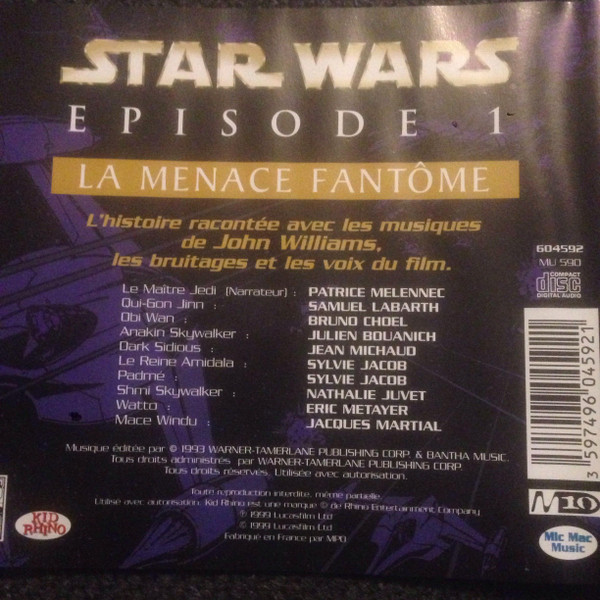 STAR WARS
EPISODE 1
LA MENACE FANTÔME
L'histoire racontée avec les musiques
de John Williams,
les bruitages et les voix du film.
604592
MU 590
COMPACT
disc
DIGITAL AUDIO
Le Maître Jedi (Narrateur) : PATRICE MELENNEC
Qui-Gon Jinn : SAMUEL LABARTH
Obi Wan : BRUNO CHOEL
Anakin Skywalker : JULIEN BOUANICH
Dark Sidious : JEAN MICHAUD
Le Reine Amidala : SYLVIE JACOB
Padmé : SYLVIE JACOB
Shmi Skywalker : NATHALIE JUVET
Watto : ERIC METAYER
Mace Windu : JACQUES MARTIAL
3 597496 045921
Musique éditée par © 1993 WARNER-TAMERLANE PUBLISHING CORP. & BANTHA MUSIC.
Tous droits administrés par WARNER-TAMERLANE PUBLISHING CORP.
Tous droits réservés. Utilisé avec autorisation.
Toute reproduction interdite, même partielle.
Utilisé avec autorisation. Kid Rhino est une marque © de Rhino Entertainment Company
℗ 1999 Lucasfilm Ltd
© 1999 Lucasfilm Ltd
Fabriqué en France par MPO
KID
RHINO
M10
Mic Mac
Music